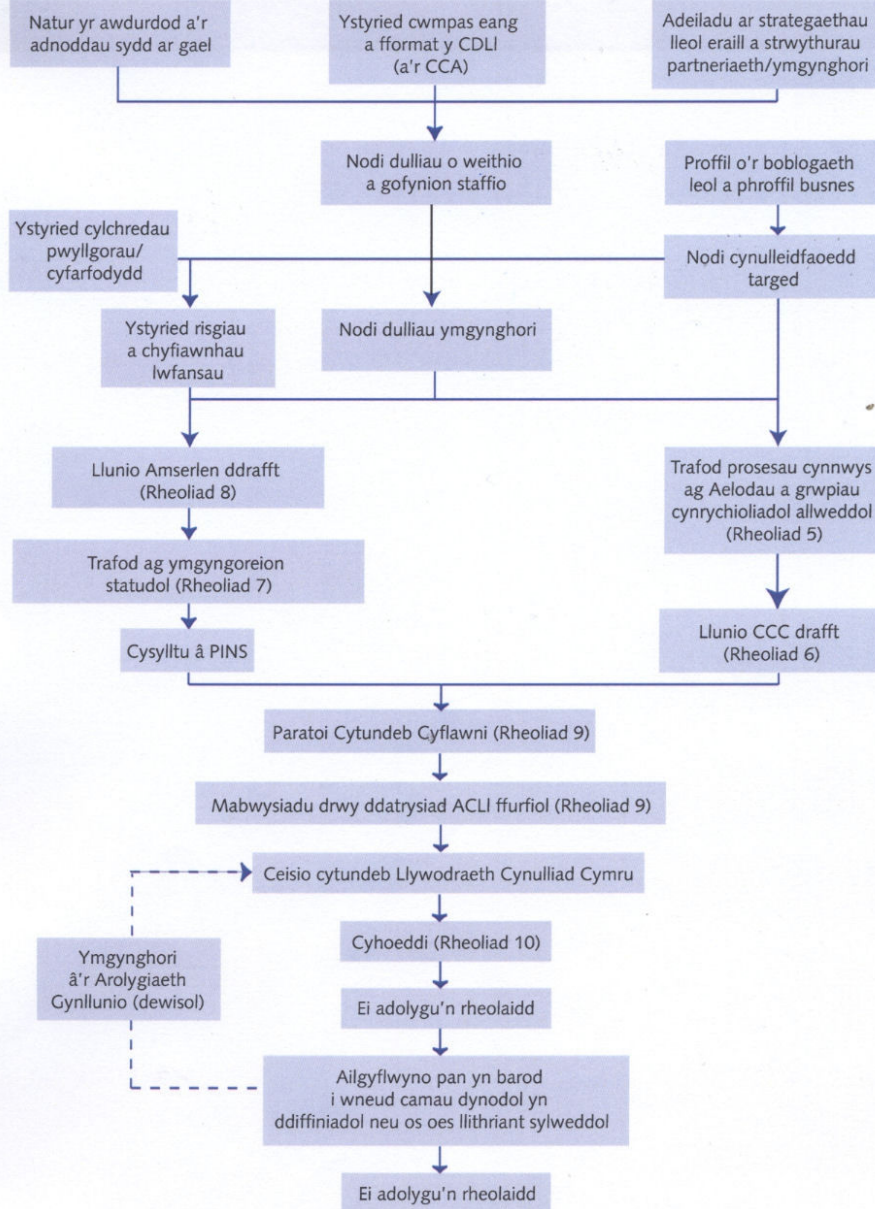 Natur yr awdurdod a'r
adnoddau sydd ar gael
Ystyried cwmpas eang
a fformat y CDLl
(a'r CCA)
Adeiladu ar strategaethau
lleol eraill a strwythurau
partneriaeth/ymgynghori
Nodi dulliau o weithio
a gofynion staffio
Proffil o'r boblogaeth
leol a phroffil busnes
Ystyried cylchredau
pwyllgorau/
cyfarfodydd
Nodi cynulleidfaoedd
targed
Ystyried risgiau
a chyfiawnhau
lwfansau
Nodi dulliau ymgynghori
Llunio Amserlen ddrafft
(Rheoliad 8)
Trafod prosesau cynnwys
ag Aelodau a grwpiau
cynrychioliadol allweddol
(Rheoliad 5)
Trafod ag ymgyngoreion
statudol (Rheoliad 7)
Cysylltu â PINS
Llunio CCC drafft
(Rheoliad 6)
Paratoi Cytundeb Cyflawni (Rheoliad 9)
Mabwysiadu drwy ddatrysiad ACLl ffurfiol (Rheoliad 9)
Ceisio cytundeb Llywodraeth Cynulliad Cymru
Cyhoeddi (Rheoliad 10)
Ymgynghori
â'r Arolygiaeth
Gynllunio (dewisol)
Ei adolygu'n rheolaidd
Ailgyflwyno pan yn barod
i wneud camau dynodol yn
ddiffiniadol neu os oes llithriant sylweddol
Ei adolygu'n rheolaidd